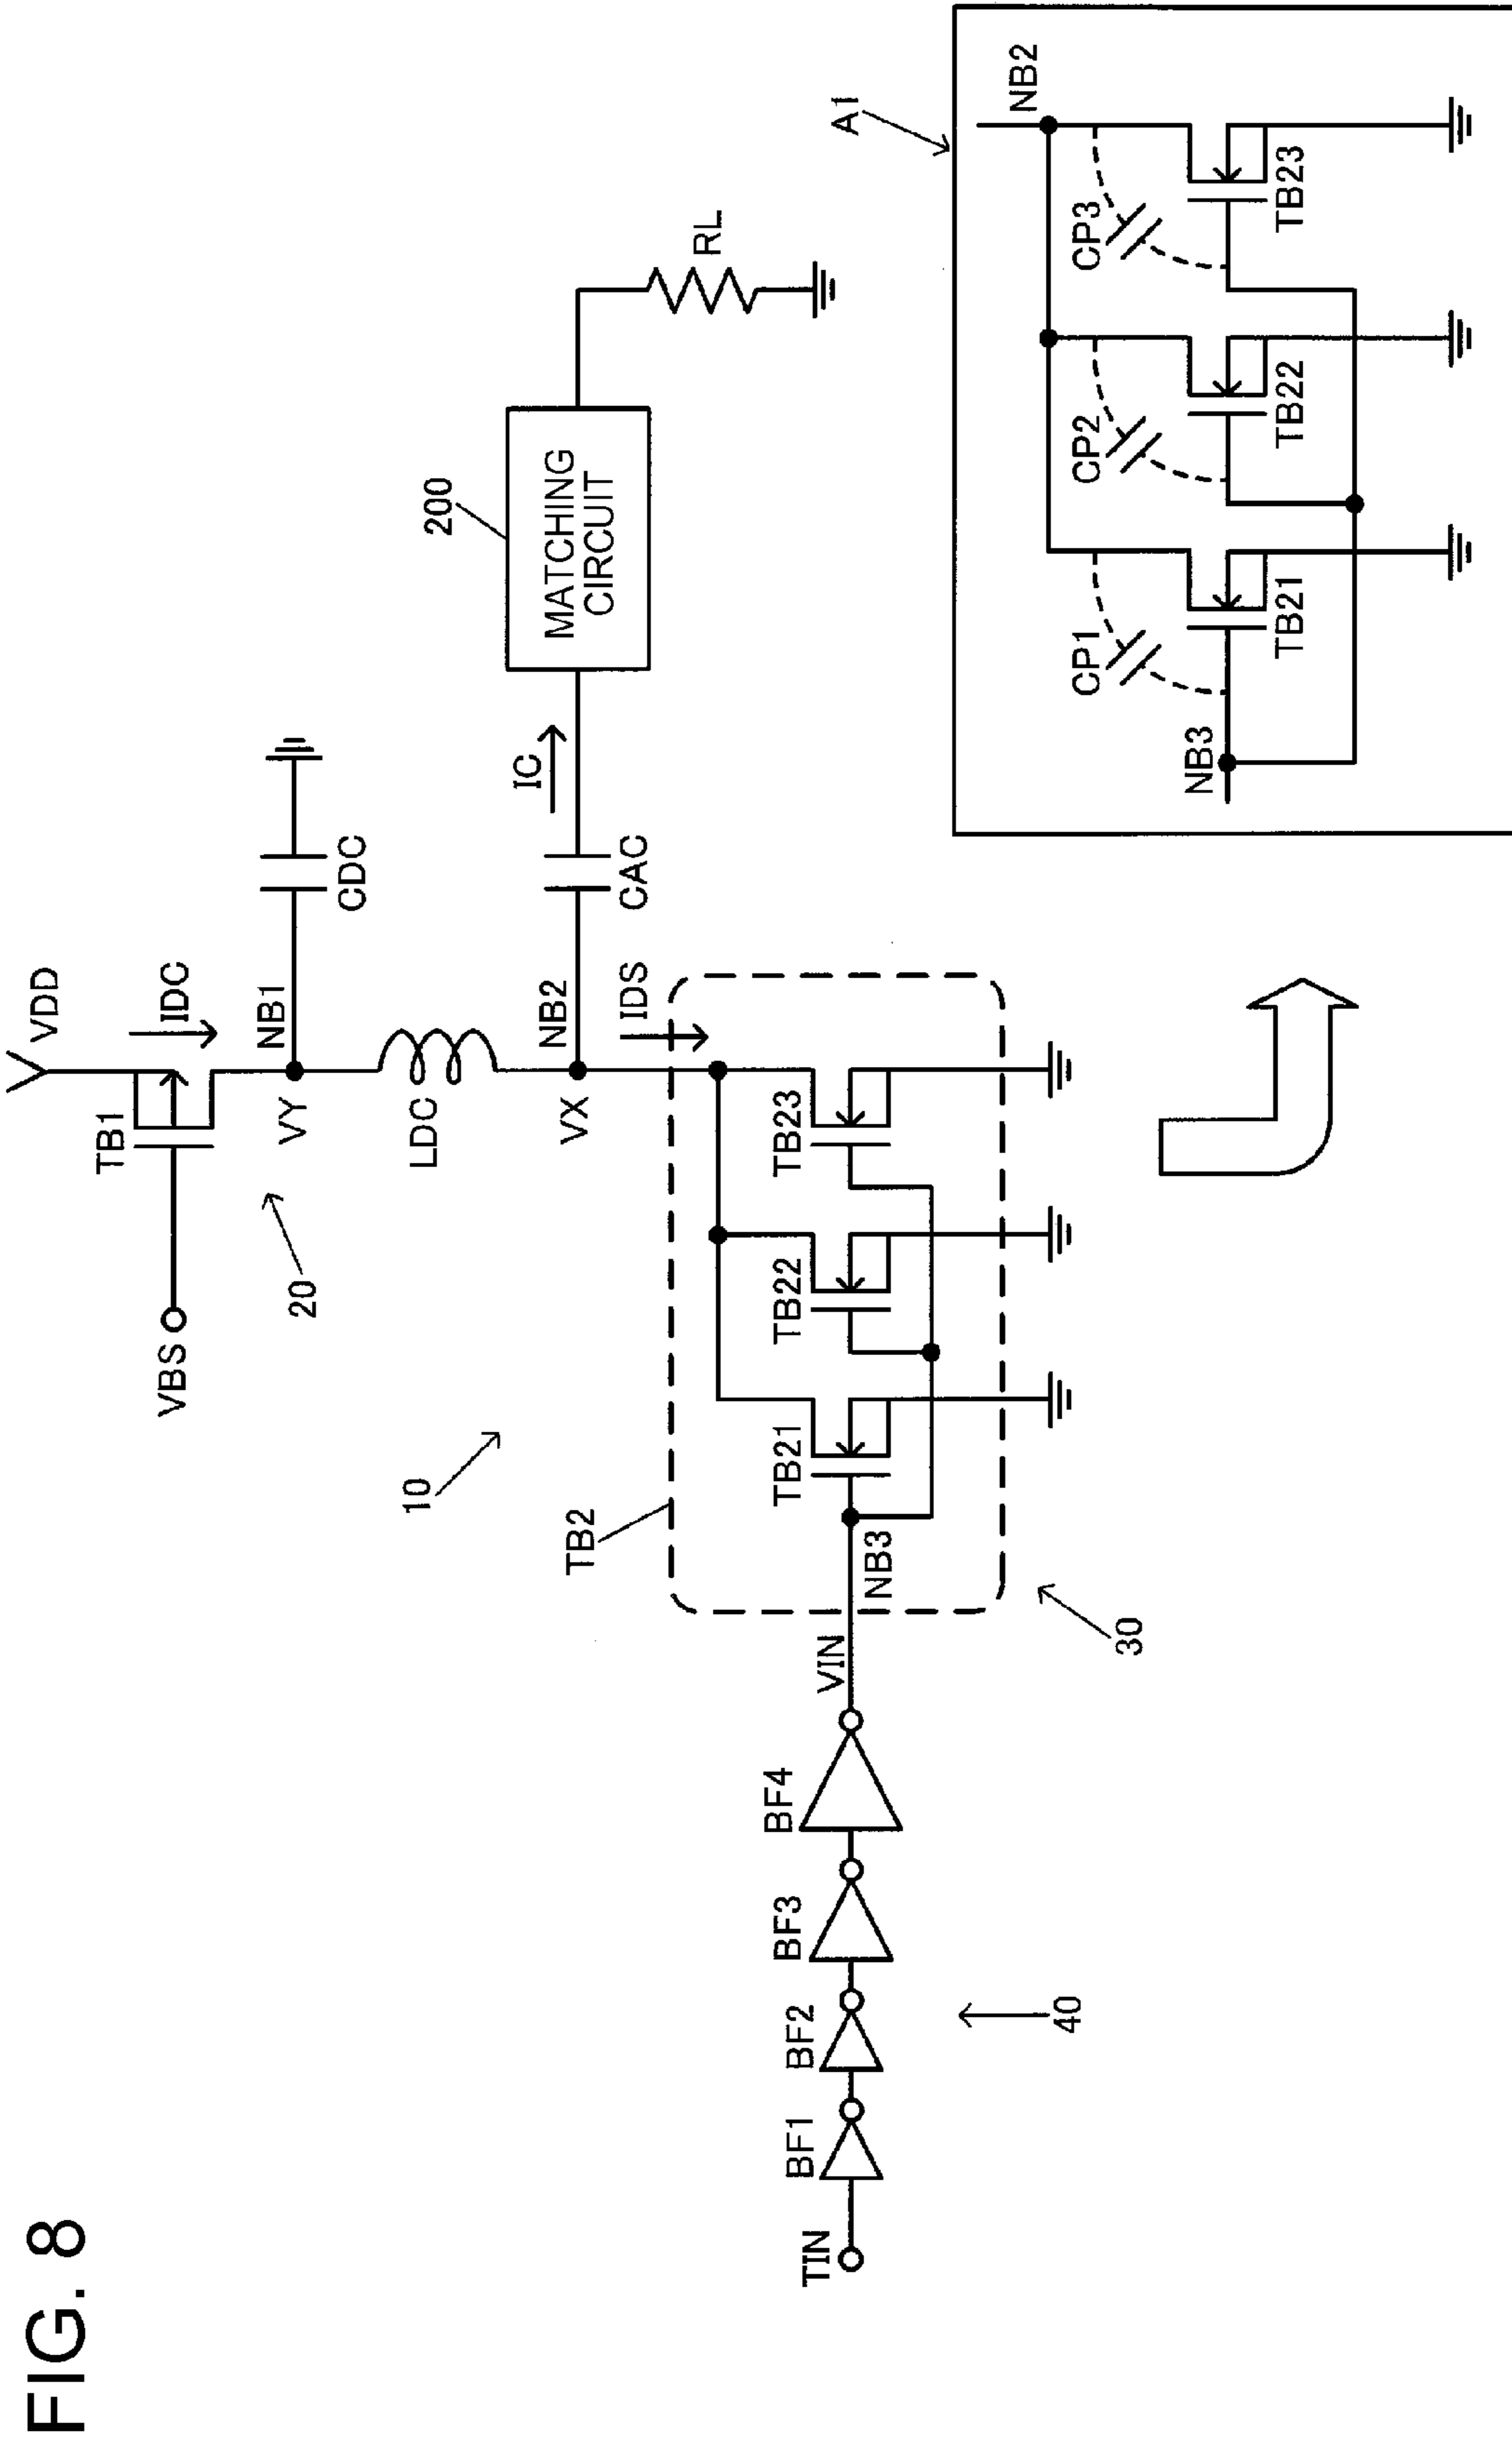 FIG. 8
VDD
TB1
IDC
VBS
20
NB1
VY
CDC
LDC
10
200
MATCHING
CIRCUIT
IC
NB2
VX
CAC
RL
IDS
TB2
TB21
TB22
TB23
TIN
BF1
BF2
BF3
BF4
VIN
NB3
40
30
A1
NB2
CP1
CP2
CP3
NB3
TB21
TB22
TB23